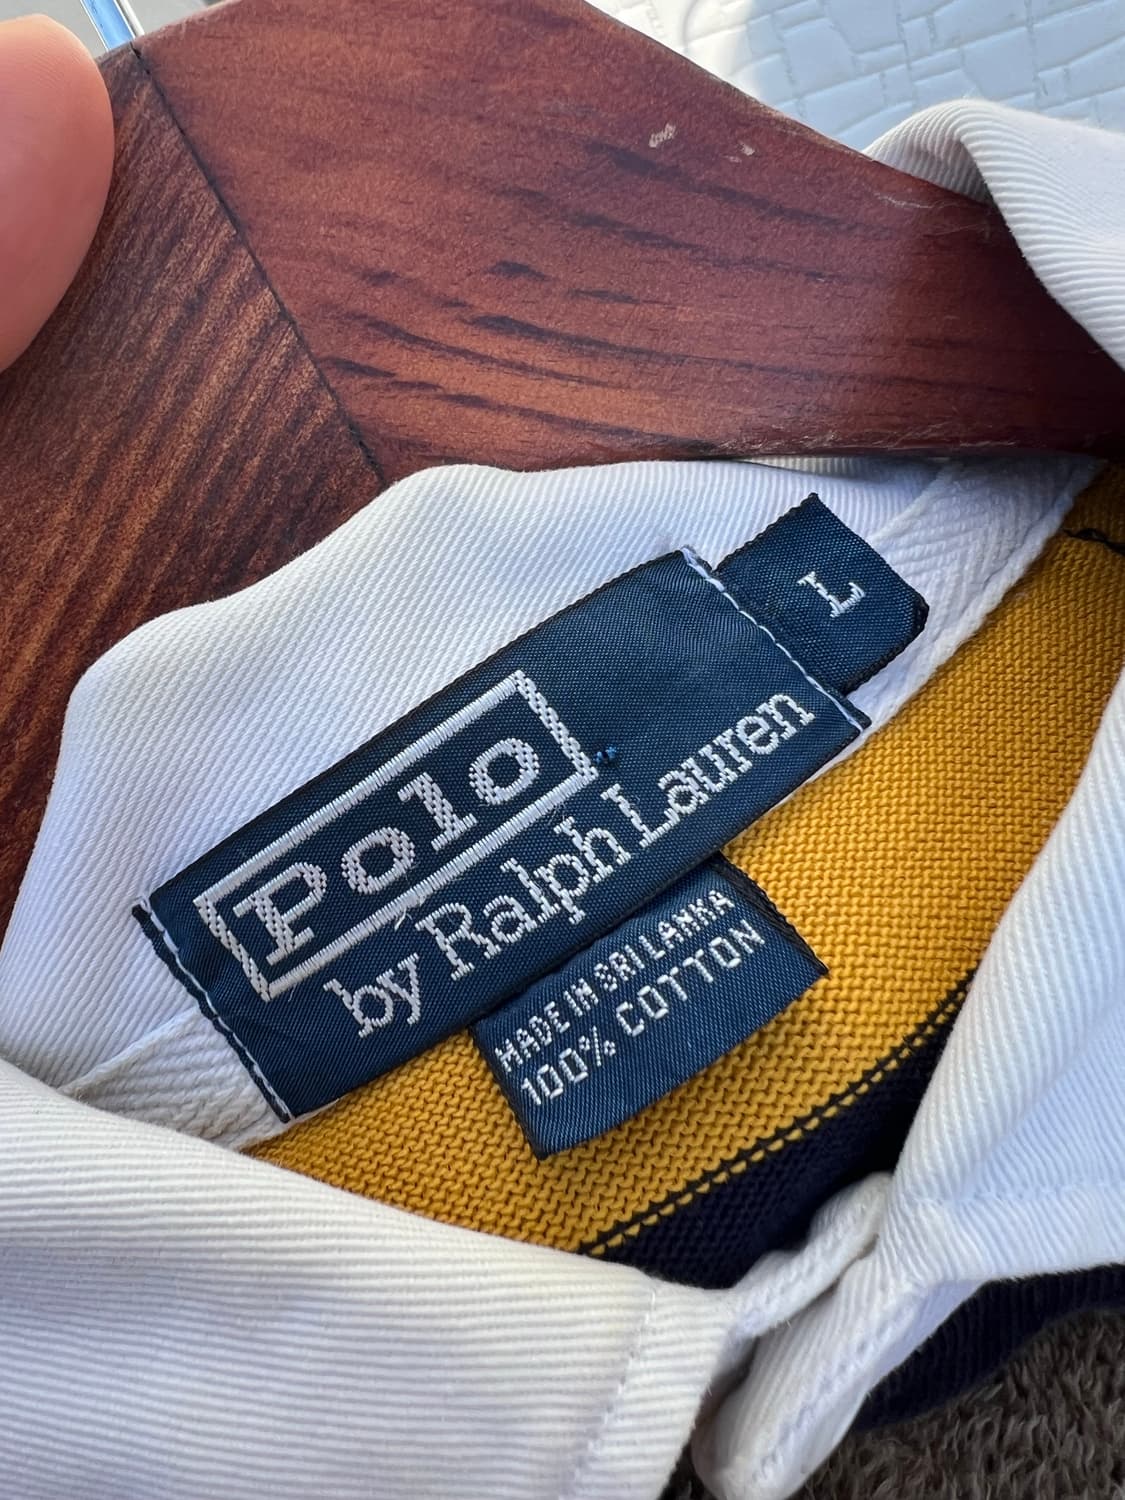 L
Polo
by Ralph Lauren
MADE IN SRI LANKA
100% COTTON